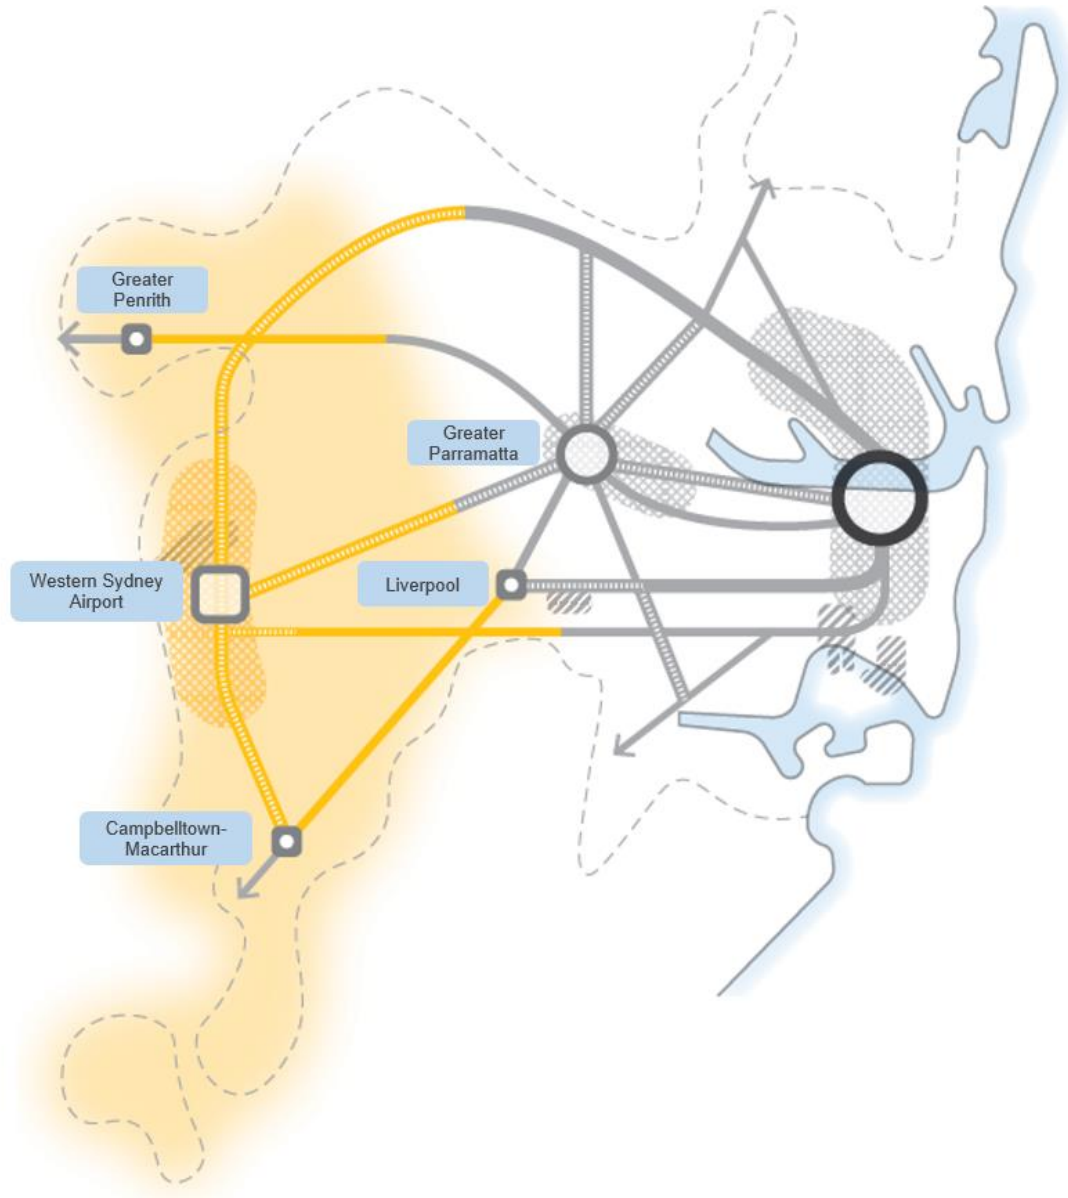 Greater
Penrith
Greater
Parramatta
Western Sydney
Airport
Liverpool
Campbelltown-
Macarthur